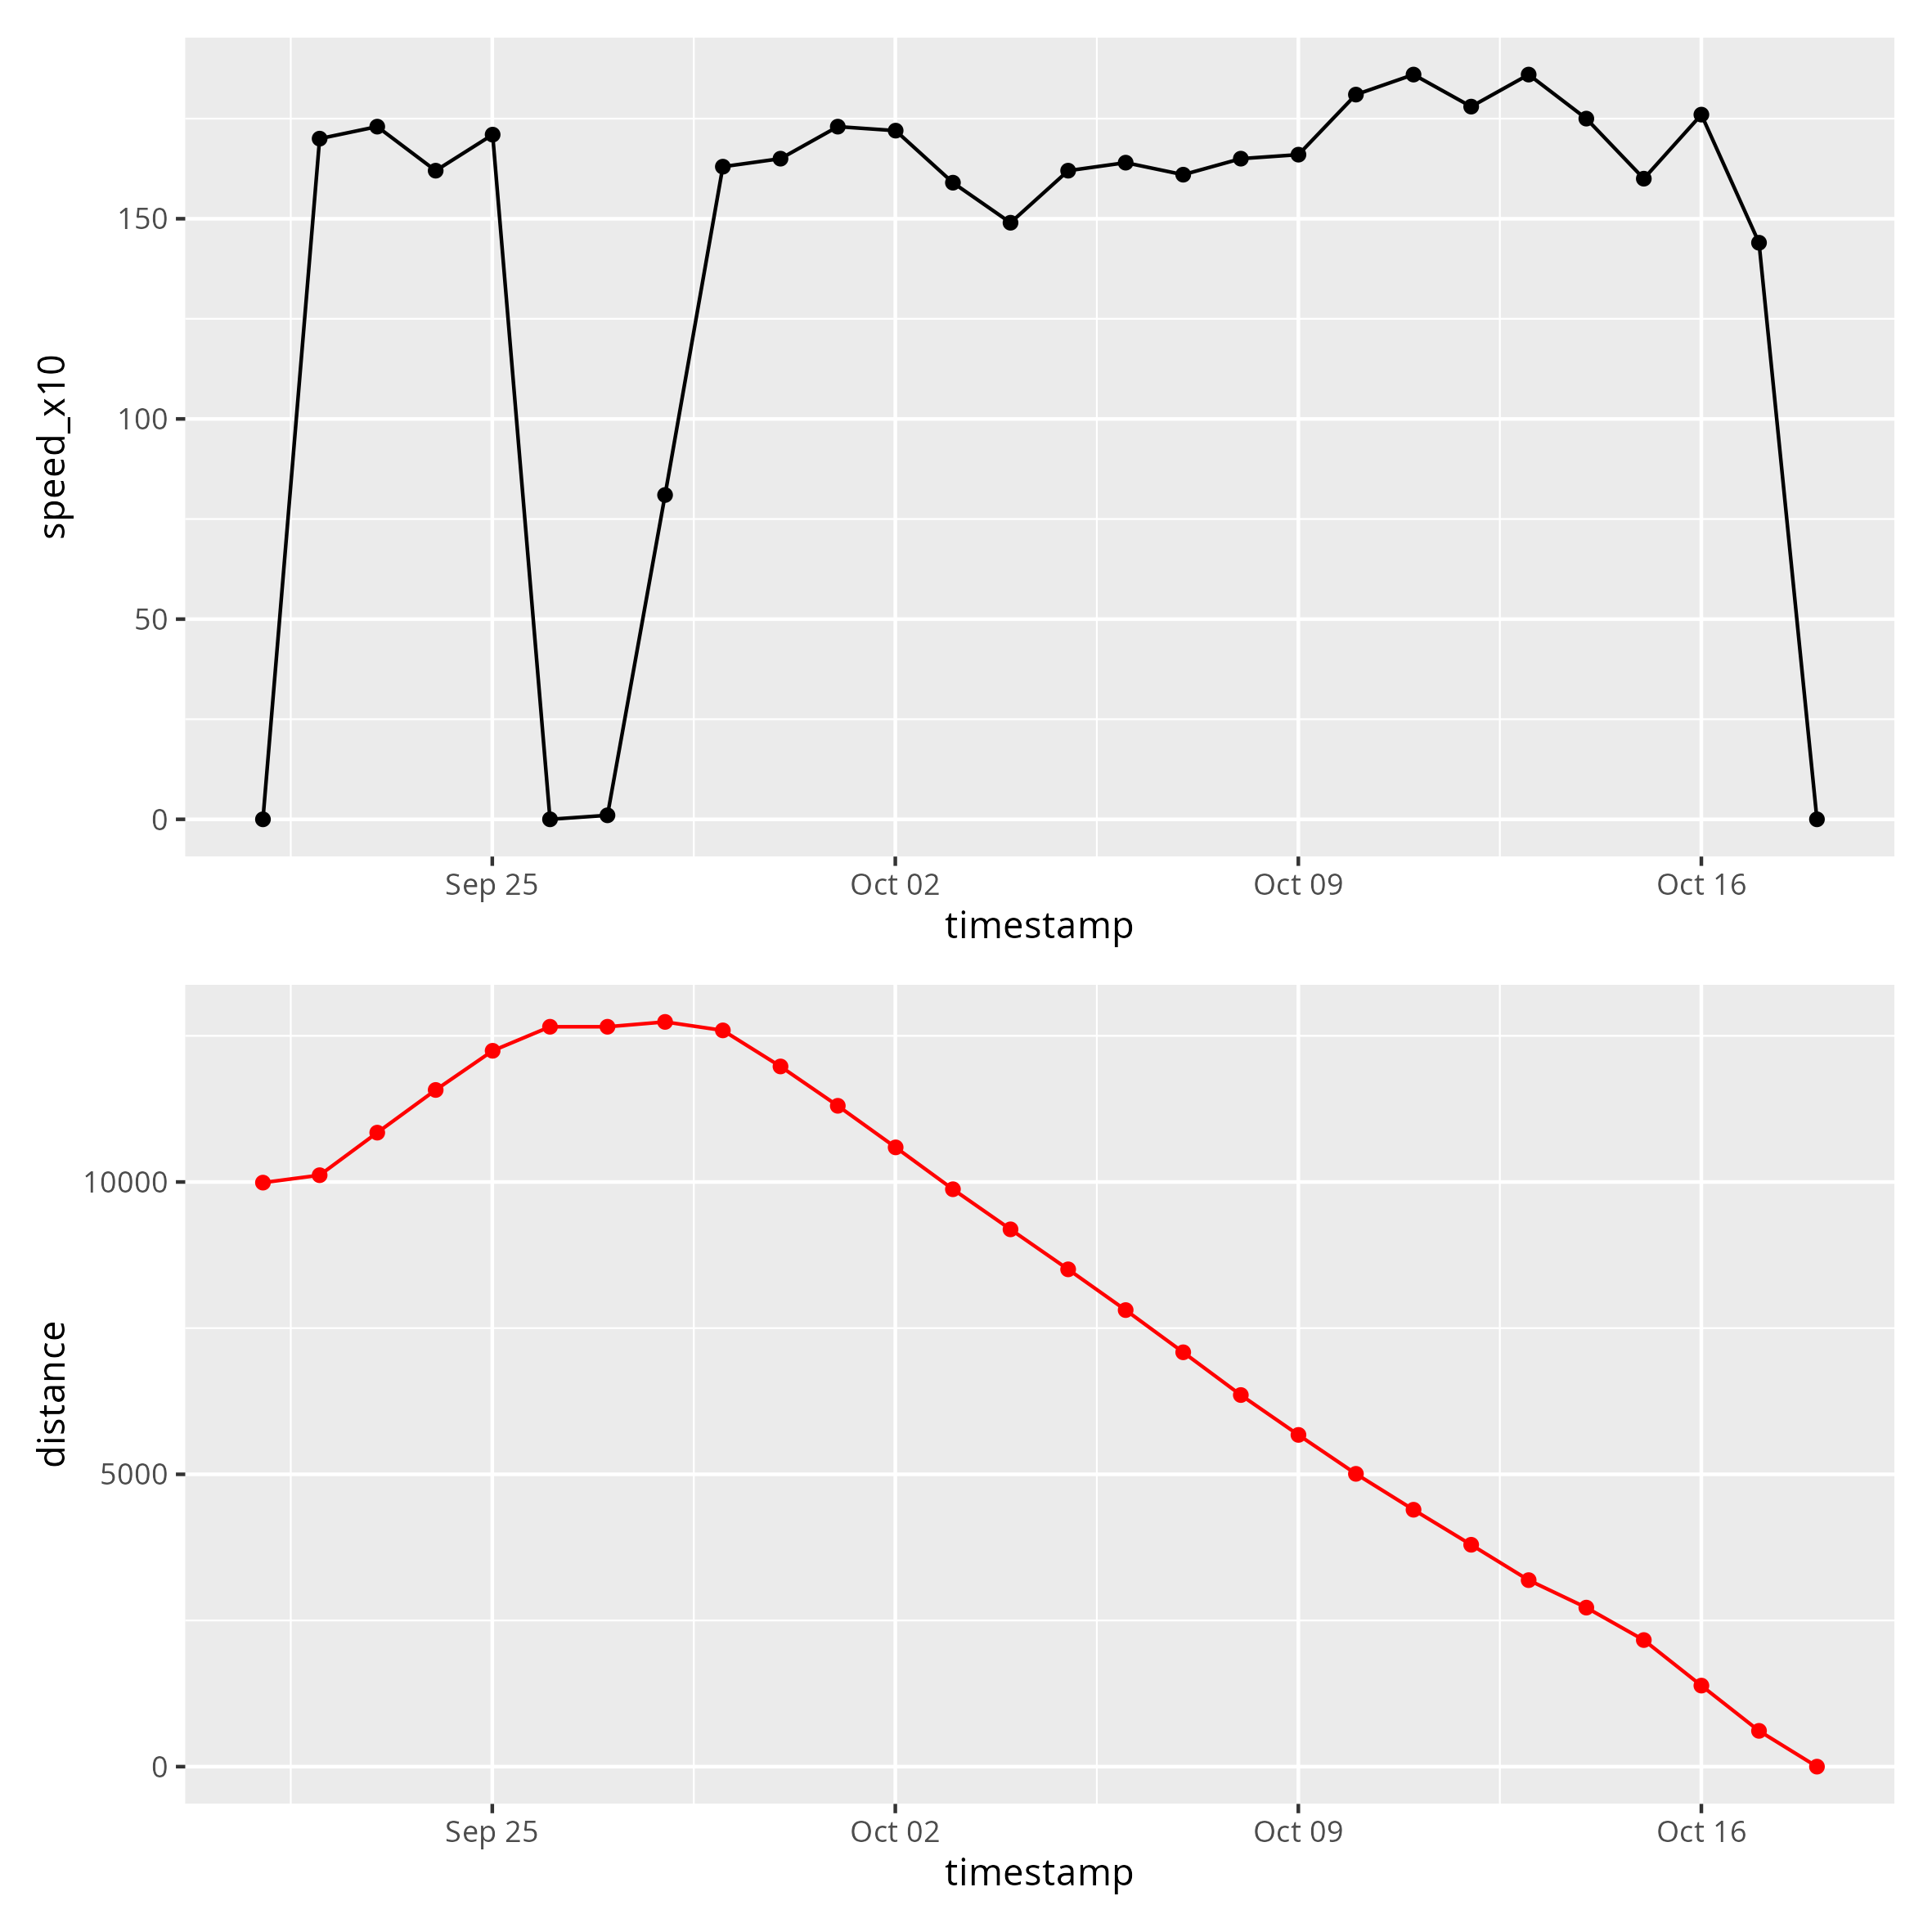 speed_x10
150
100
50
0
Sep 25 Oct 02 Oct 09 Oct 16
timestamp
distance
10000
5000
0
Sep 25 Oct 02 Oct 09 Oct 16
timestamp